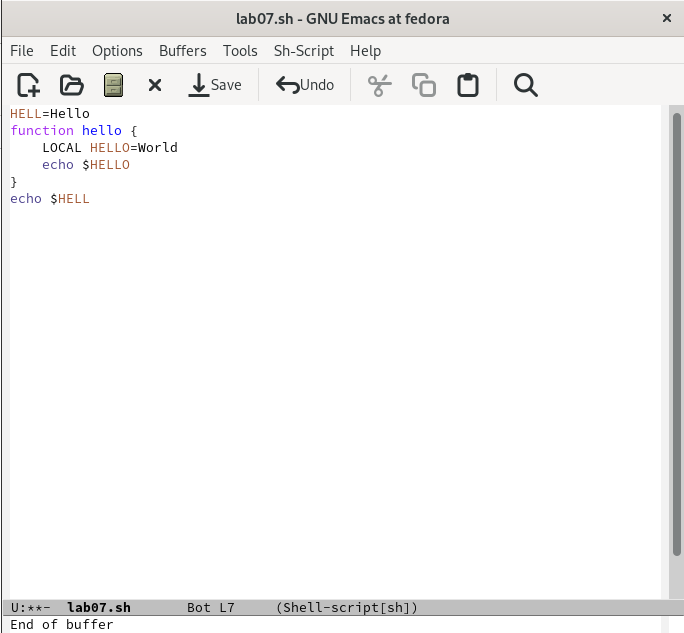 lab07.sh - GNU Emacs at fedora
File Edit Options Buffers Tools Sh-Script Help
Save Undo
HELL=Hello
function hello {
    LOCAL HELLO=World
    echo $HELLO
}
echo $HELL
U:**-  lab07.sh       Bot L7     (Shell-script[sh])
End of buffer